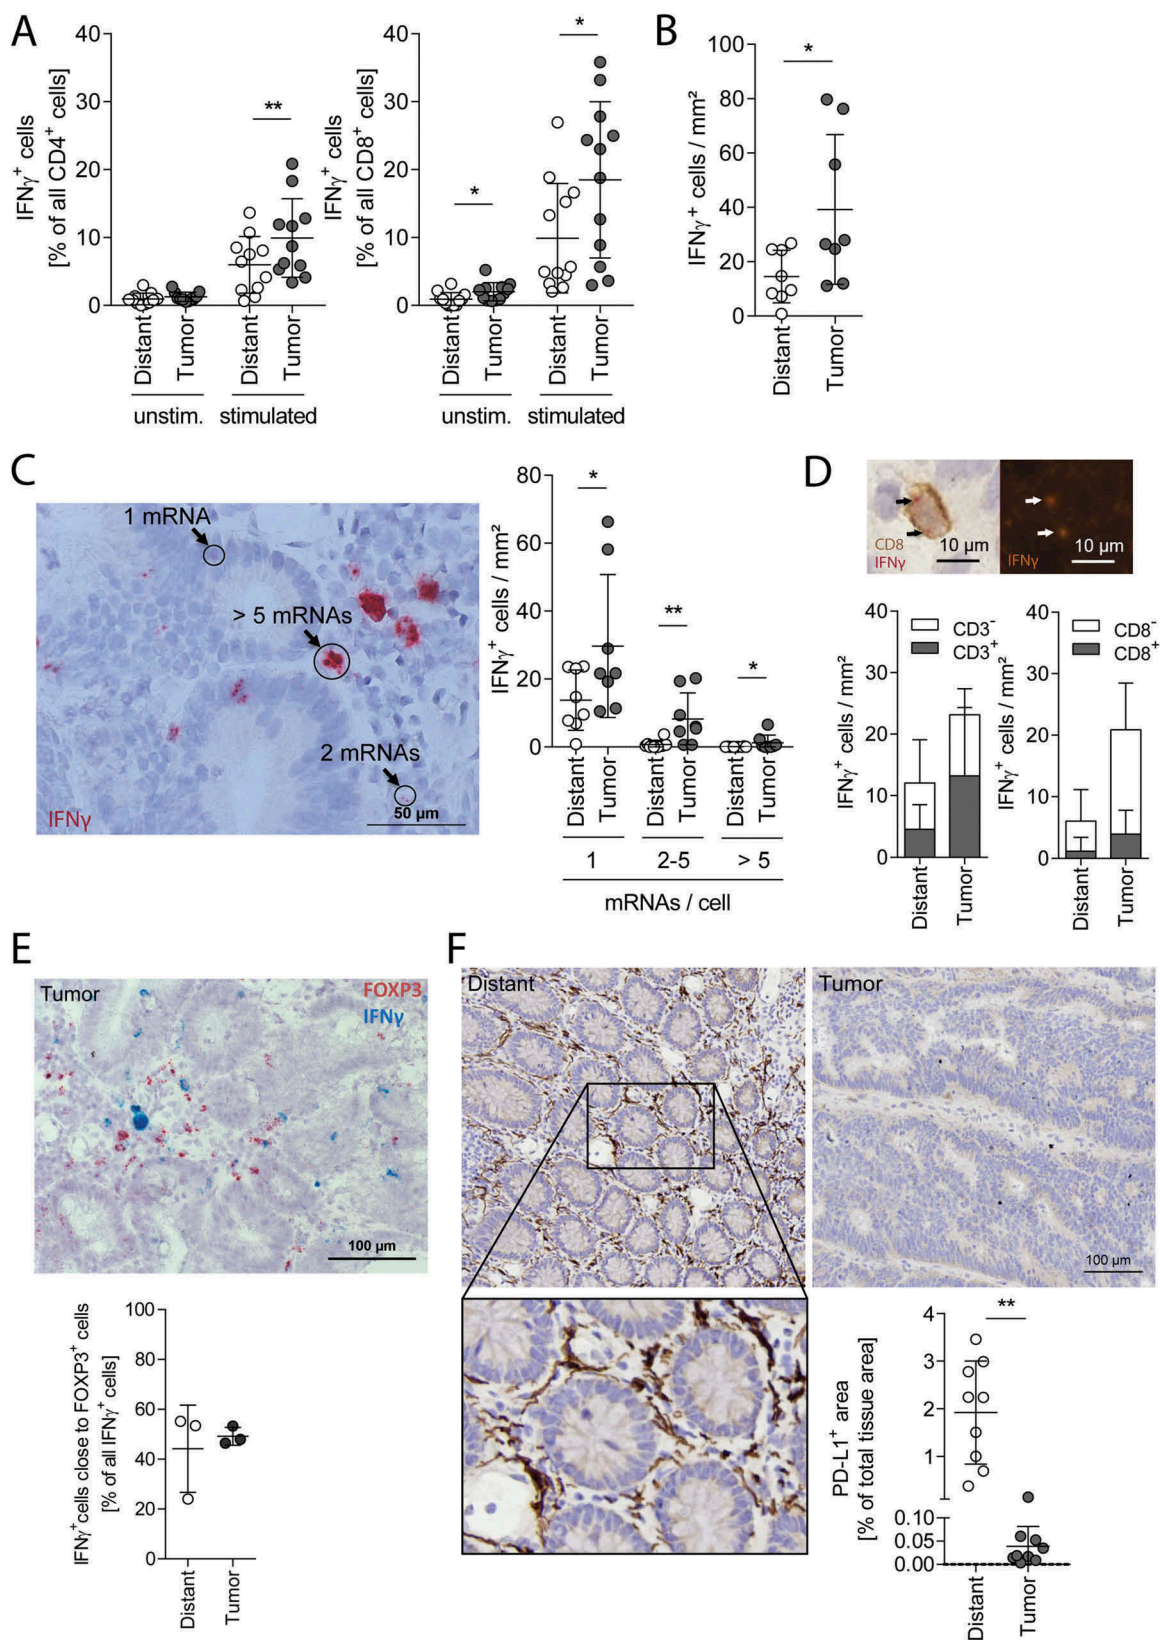 A
IFNγ⁺ cells
[% of all CD4⁺ cells]
40
30
20
10
0
**
Distant
Tumor
Distant
Tumor
unstim.
stimulated
IFNγ⁺ cells
[% of all CD8⁺ cells]
40
30
20
10
0
*
*
Distant
Tumor
Distant
Tumor
unstim.
stimulated
B
IFNγ⁺ cells / mm²
100
80
60
40
20
0
*
Distant
Tumor
C
1 mRNA
> 5 mRNAs
2 mRNAs
IFNγ
50 µm
IFNγ⁺ cells / mm²
80
60
40
20
0
*
**
*
Distant
Tumor
Distant
Tumor
Distant
Tumor
1
2-5
> 5
mRNAs / cell
D
CD8
IFNγ
10 µm
IFNγ
10 µm
IFNγ⁺ cells / mm²
40
30
20
10
0
CD3⁻
CD3⁺
Distant
Tumor
IFNγ⁺ cells / mm²
40
30
20
10
0
CD8⁻
CD8⁺
Distant
Tumor
E
Tumor
FOXP3
IFNγ
100 µm
IFNγ⁺cells close to FOXP3⁺ cells
[% of all IFNγ⁺ cells]
100
80
60
40
20
0
Distant
Tumor
F
Distant
Tumor
100 µm
PD-L1⁺ area
[% of total tissue area]
4
3
2
1
0.10
0.05
0.00
**
Distant
Tumor